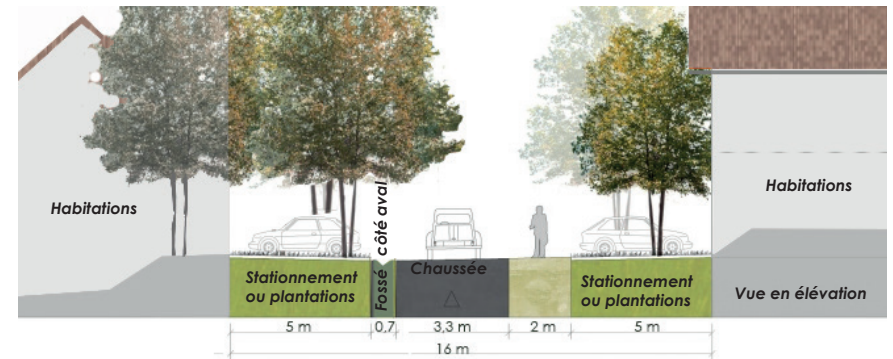 Habitations
côté aval
Habitations
Stationnement
ou plantations
Fossé
Chaussée
Stationnement
ou plantations
Vue en élévation
5 m
0,7
3,3 m
2 m
5 m
16 m